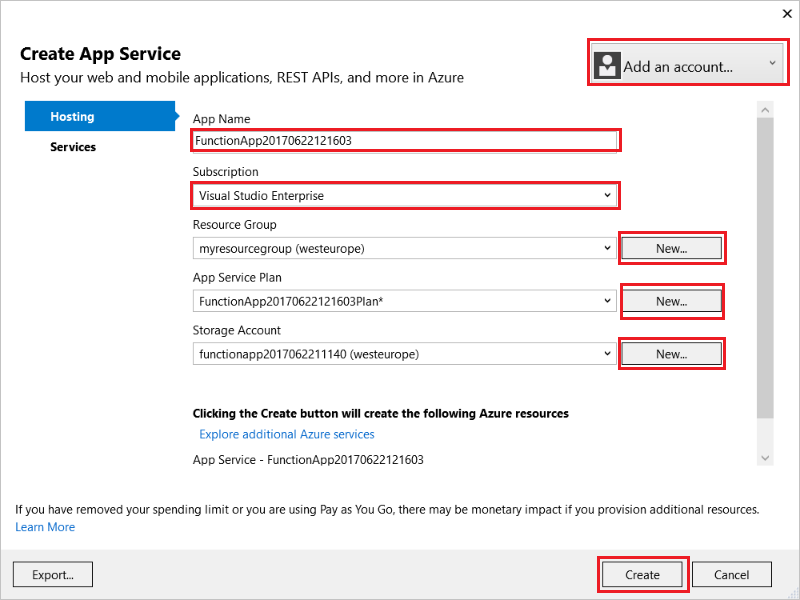 Create App Service
Host your web and mobile applications, REST APIs, and more in Azure
Add an account...
Hosting
Services
App Name
FunctionApp20170622121603
Subscription
Visual Studio Enterprise
Resource Group
myresourcegroup (westeurope)
New...
App Service Plan
FunctionApp20170622121603Plan*
New...
Storage Account
functionapp2017062211140 (westeurope)
New...
Clicking the Create button will create the following Azure resources
Explore additional Azure services
App Service - FunctionApp20170622121603
If you have removed your spending limit or you are using Pay as You Go, there may be monetary impact if you provision additional resources.
Learn More
Export...
Create
Cancel